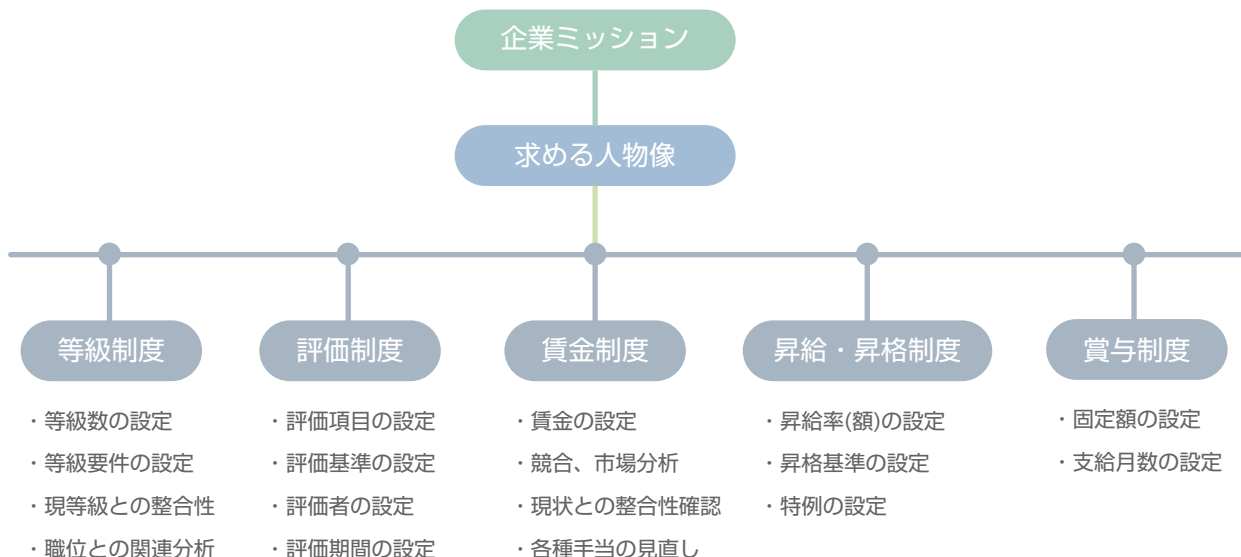 企業ミッション
求める人物像
等級制度
・等級数の設定
・等級要件の設定
・現等級との整合性
・職位との関連分析
評価制度
・評価項目の設定
・評価基準の設定
・評価者の設定
・評価期間の設定
賃金制度
・賃金の設定
・競合、市場分析
・現状との整合性確認
・各種手当の見直し
昇給・昇格制度
・昇給率(額)の設定
・昇格基準の設定
・特例の設定
賞与制度
・固定額の設定
・支給月数の設定